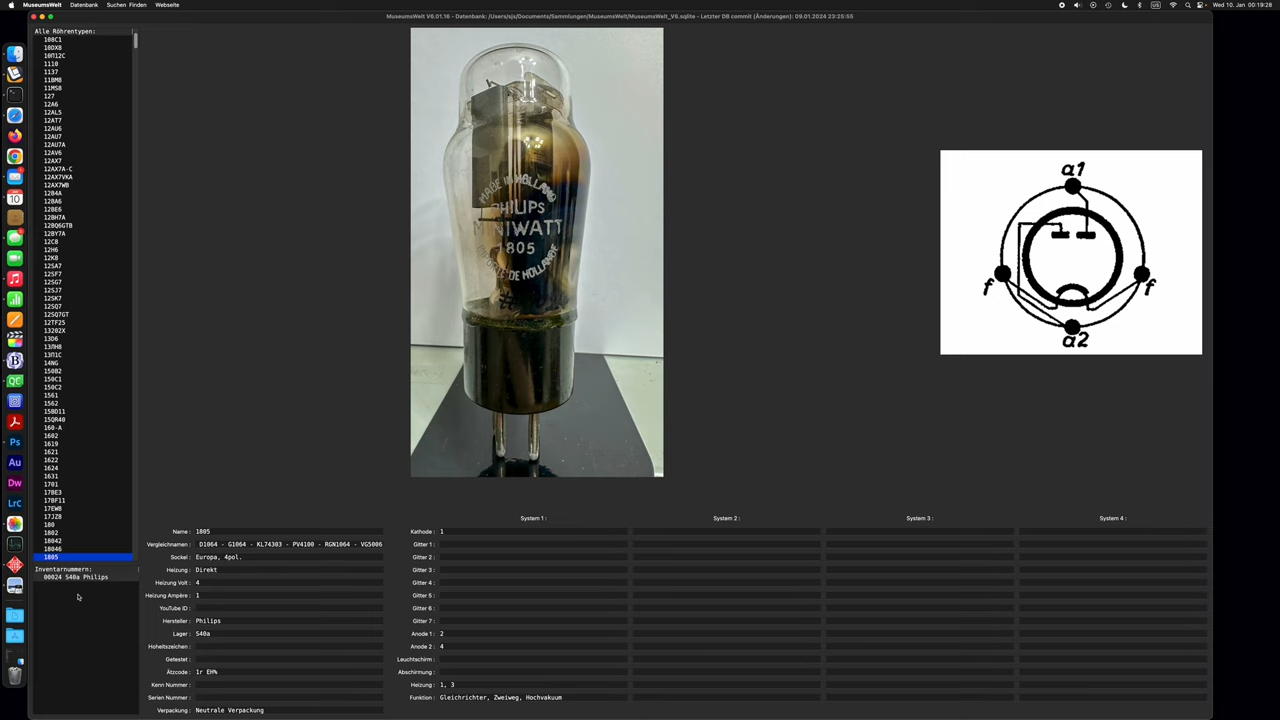 MuseumsWelt Datenbank Suchen Finden Webseite
Wed 10. Jan 00:19:28
MuseumsWelt V6.01.16 - Datenbank: /Users/sjs/Documents/Sammlungen/MuseumsWelt/MuseumsWelt_V6.sqlite - Letzter DB commit (Änderungen): 09.01.2024 23:25:55
Alle Röhrentypen:
108C1
10DX8
10П12С
1110
1137
11BM8
11MS8
127
12A6
12AL5
12AT7
12AU6
12AU7
12AU7A
12AV6
12AX7
12AX7A-C
12AX7VKA
12AX7WB
12B4A
12BA6
12BE6
12BH7A
12BQ6GTB
12BY7A
12C8
12H6
12K8
12SA7
12SF7
12SG7
12SJ7
12SK7
12SQ7
12SQ7GT
12TF25
13202X
13D6
13ЛН8
13П1С
14NG
150B2
150C1
150C2
1561
1562
15BD11
15QR40
160-A
1602
1619
1621
1622
1624
1631
1701
17BE3
17BF11
17EW8
17JZ8
180
1802
18042
18046
1805
Inventarnummern:
00024 S40a Philips
MADE IN HOLLAND
PHILIPS
MINIWATT
1805
a1
f
f
a2
System 1 : System 2 : System 3 : System 4 :
Name : 1805
Vergleichnamen : D1064 - G1064 - KL74303 - PV4100 - RGN1064 - VG5006
Sockel : Europa, 4pol.
Heizung : Direkt
Heizung Volt : 4
Heizung Ampère : 1
YouTube ID :
Hersteller : Philips
Lager : S40a
Hoheitszeichen :
Getestet :
Ätzcode : 1r EH%
Kenn Nummer :
Serien Nummer :
Verpackung : Neutrale Verpackung
Kathode : 1
Gitter 1 :
Gitter 2 :
Gitter 3 :
Gitter 4 :
Gitter 5 :
Gitter 6 :
Gitter 7 :
Anode 1 : 2
Anode 2 : 4
Leuchtschirm :
Abschirmung :
Heizung : 1, 3
Funktion : Gleichrichter, Zweiweg, Hochvakuum